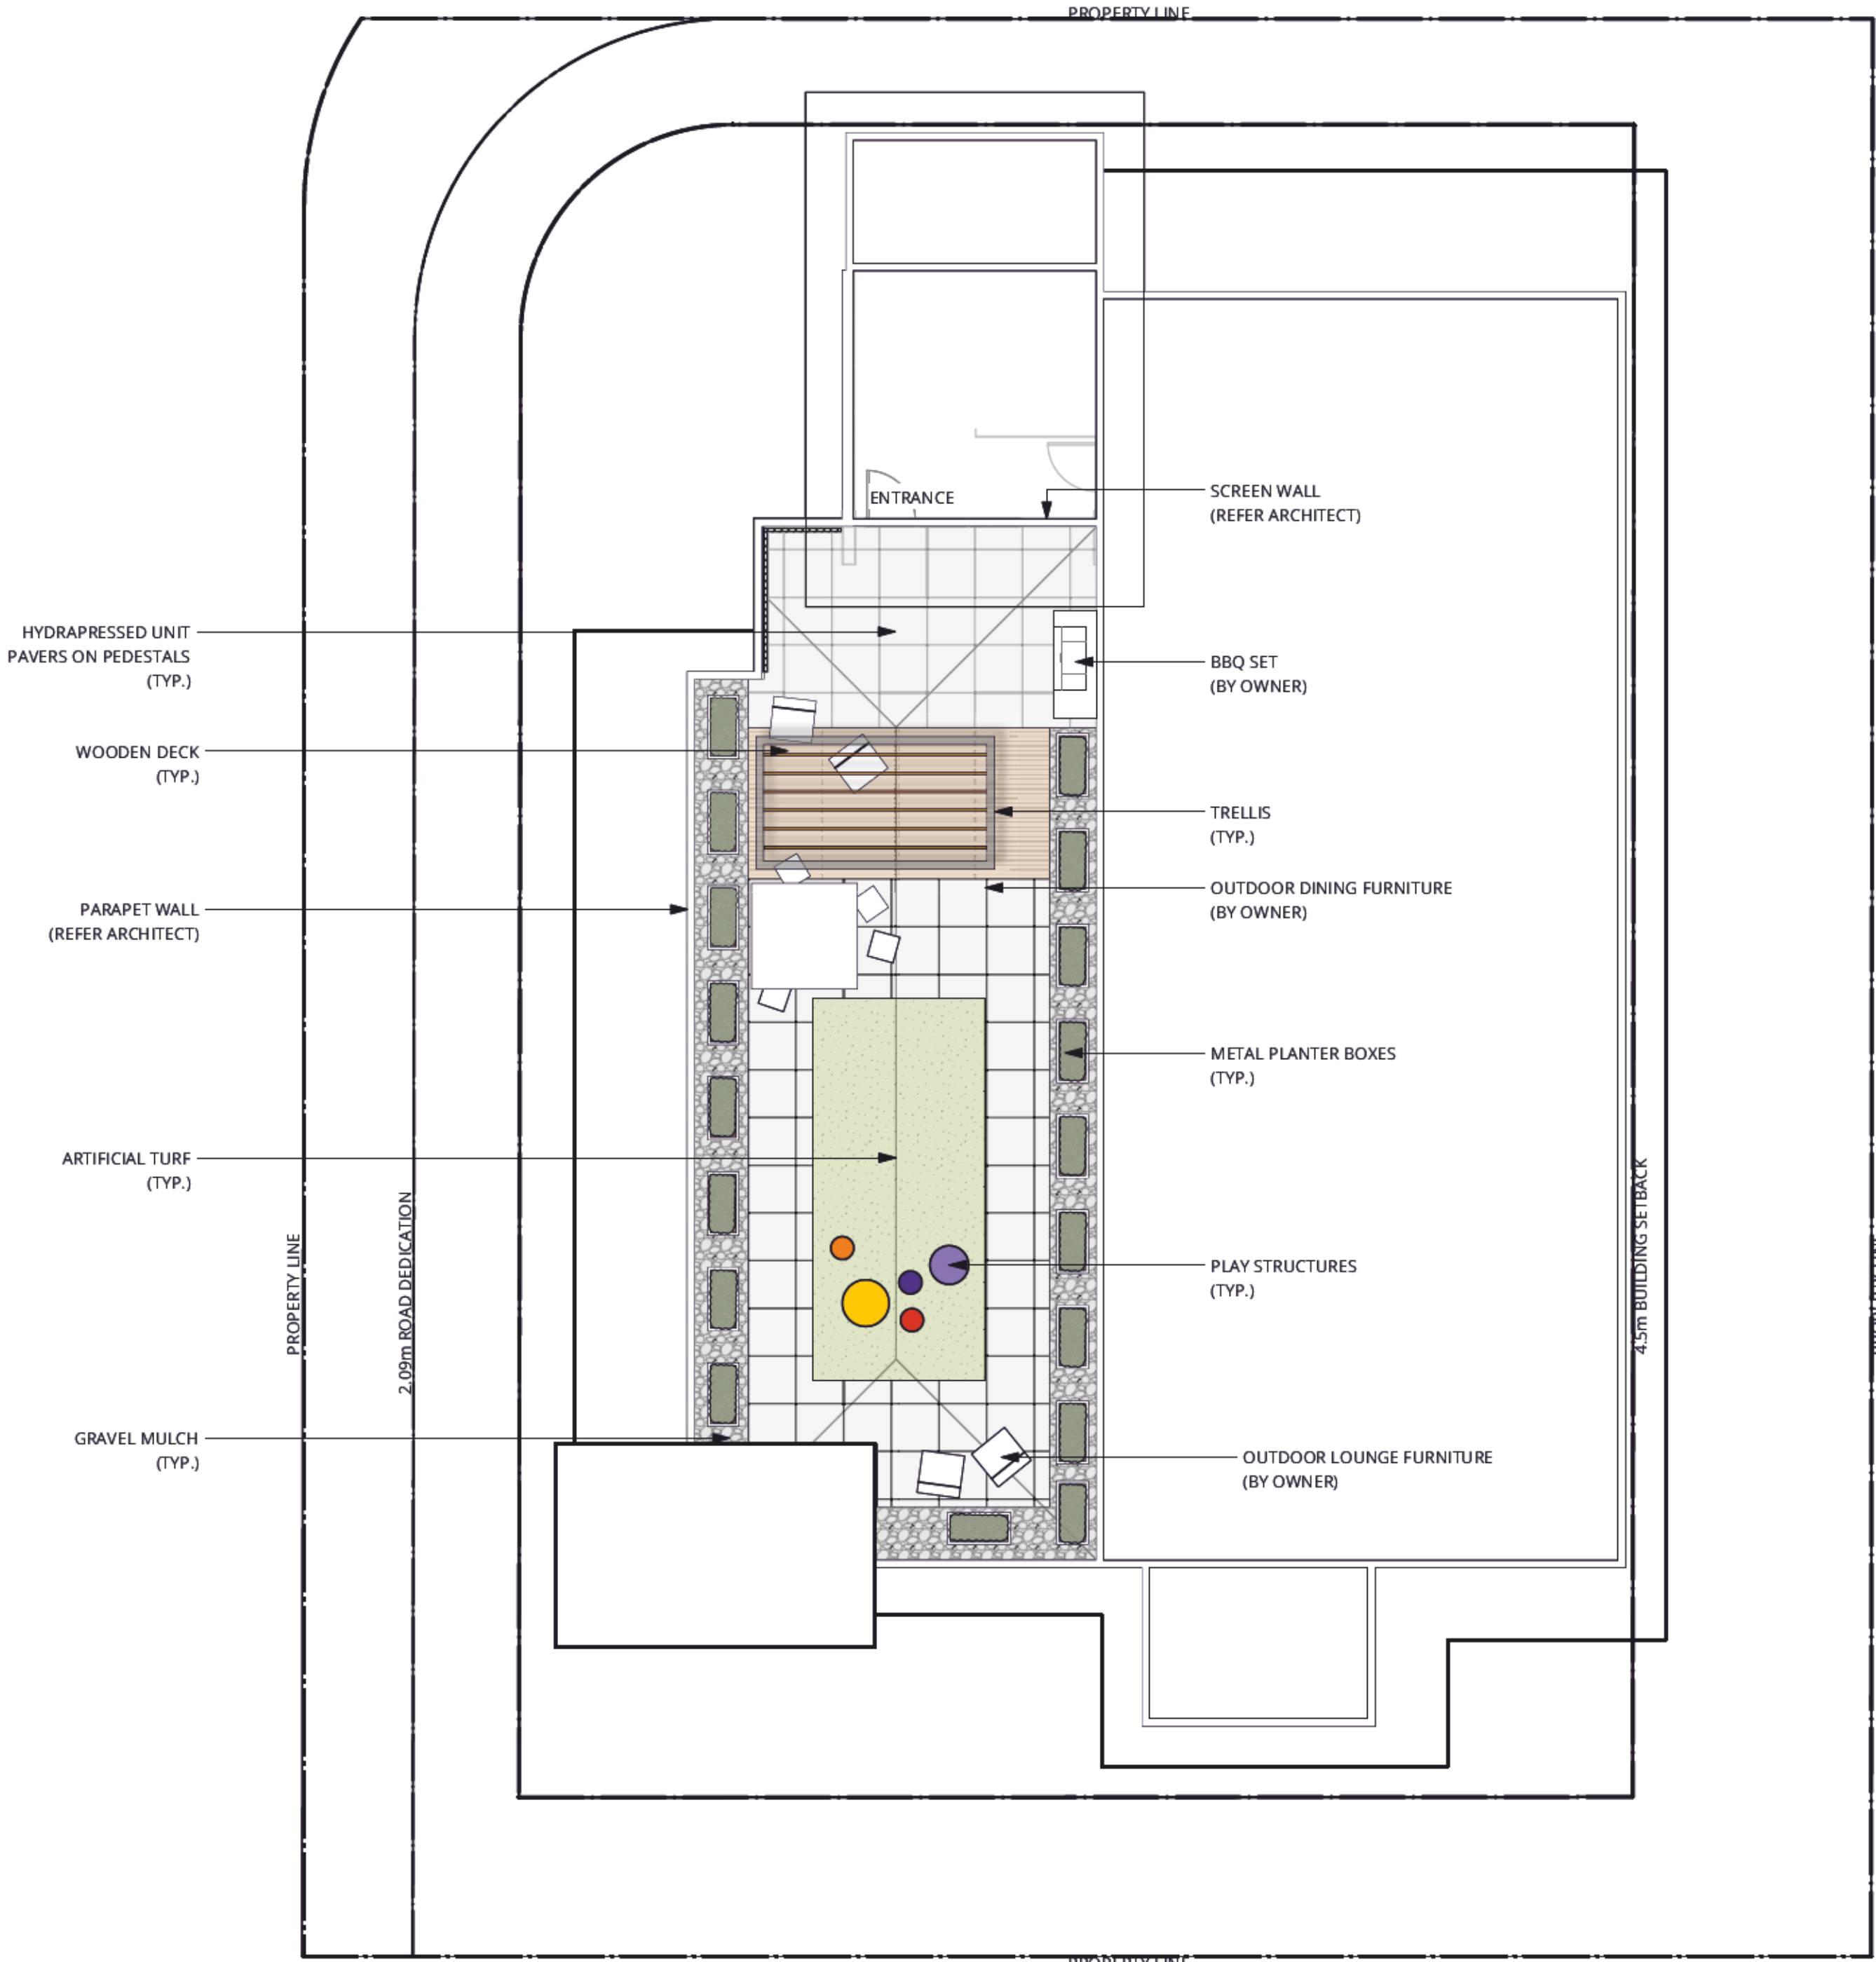 PROPERTY LINE
ENTRANCE
SCREEN WALL
(REFER ARCHITECT)
HYDRAPRESSED UNIT
PAVERS ON PEDESTALS
(TYP.)
BBQ SET
(BY OWNER)
WOODEN DECK
(TYP.)
TRELLIS
(TYP.)
OUTDOOR DINING FURNITURE
(BY OWNER)
PARAPET WALL
(REFER ARCHITECT)
METAL PLANTER BOXES
(TYP.)
ARTIFICIAL TURF
(TYP.)
PROPERTY LINE
2.09m ROAD DEDICATION
4.5m BUILDING SETBACK
PLAY STRUCTURES
(TYP.)
GRAVEL MULCH
(TYP.)
OUTDOOR LOUNGE FURNITURE
(BY OWNER)
PROPERTY LINE